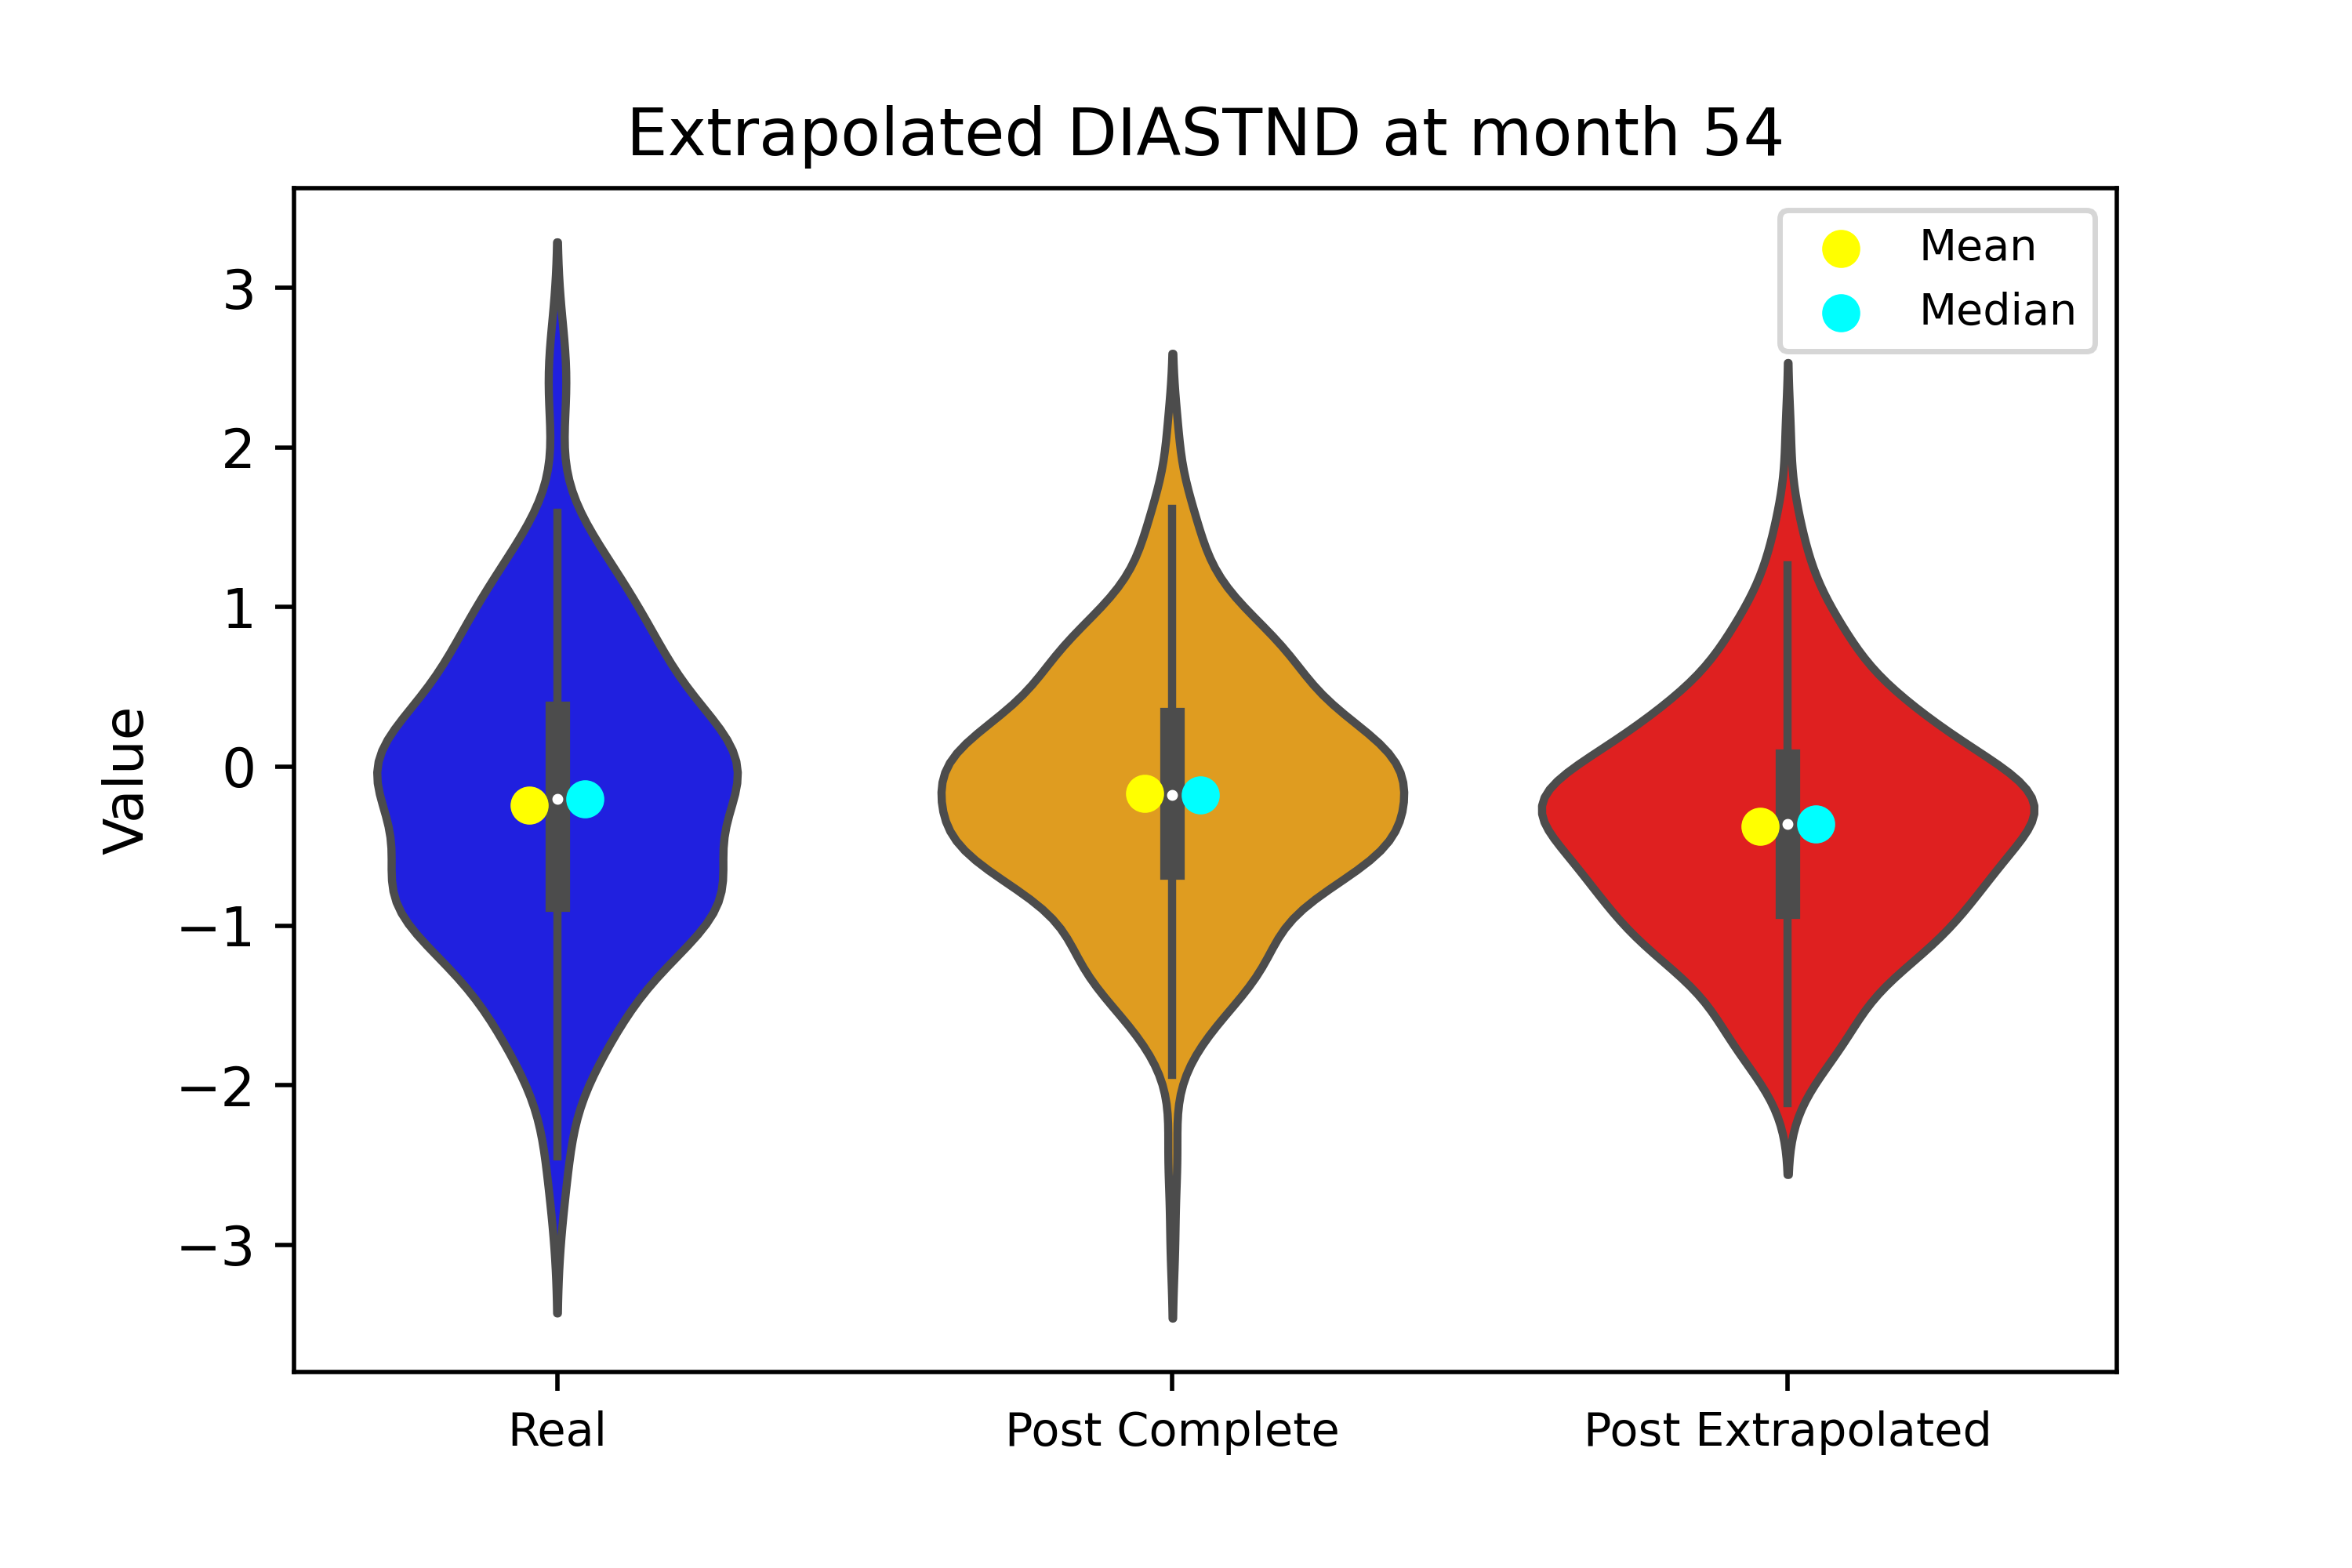 Extrapolated DIASTND at month 54
Mean
Median
3
2
1
0
−1
−2
−3
Value
Real
Post Complete
Post Extrapolated